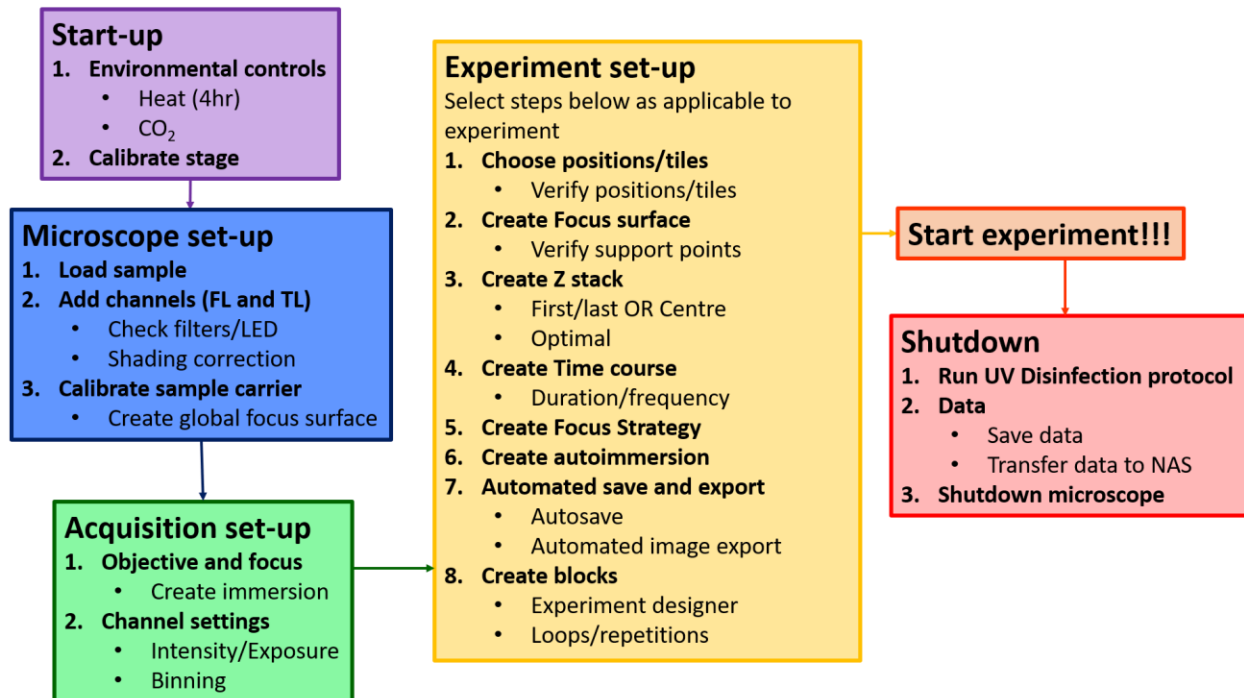 Start-up
1. Environmental controls
• Heat (4hr)
• CO₂
2. Calibrate stage
Microscope set-up
1. Load sample
2. Add channels (FL and TL)
• Check filters/LED
• Shading correction
3. Calibrate sample carrier
• Create global focus surface
Acquisition set-up
1. Objective and focus
• Create immersion
2. Channel settings
• Intensity/Exposure
• Binning
Experiment set-up
Select steps below as applicable to
experiment
1. Choose positions/tiles
• Verify positions/tiles
2. Create Focus surface
• Verify support points
3. Create Z stack
• First/last OR Centre
• Optimal
4. Create Time course
• Duration/frequency
5. Create Focus Strategy
6. Create autoimmersion
7. Automated save and export
• Autosave
• Automated image export
8. Create blocks
• Experiment designer
• Loops/repetitions
Start experiment!!!
Shutdown
1. Run UV Disinfection protocol
2. Data
• Save data
• Transfer data to NAS
3. Shutdown microscope